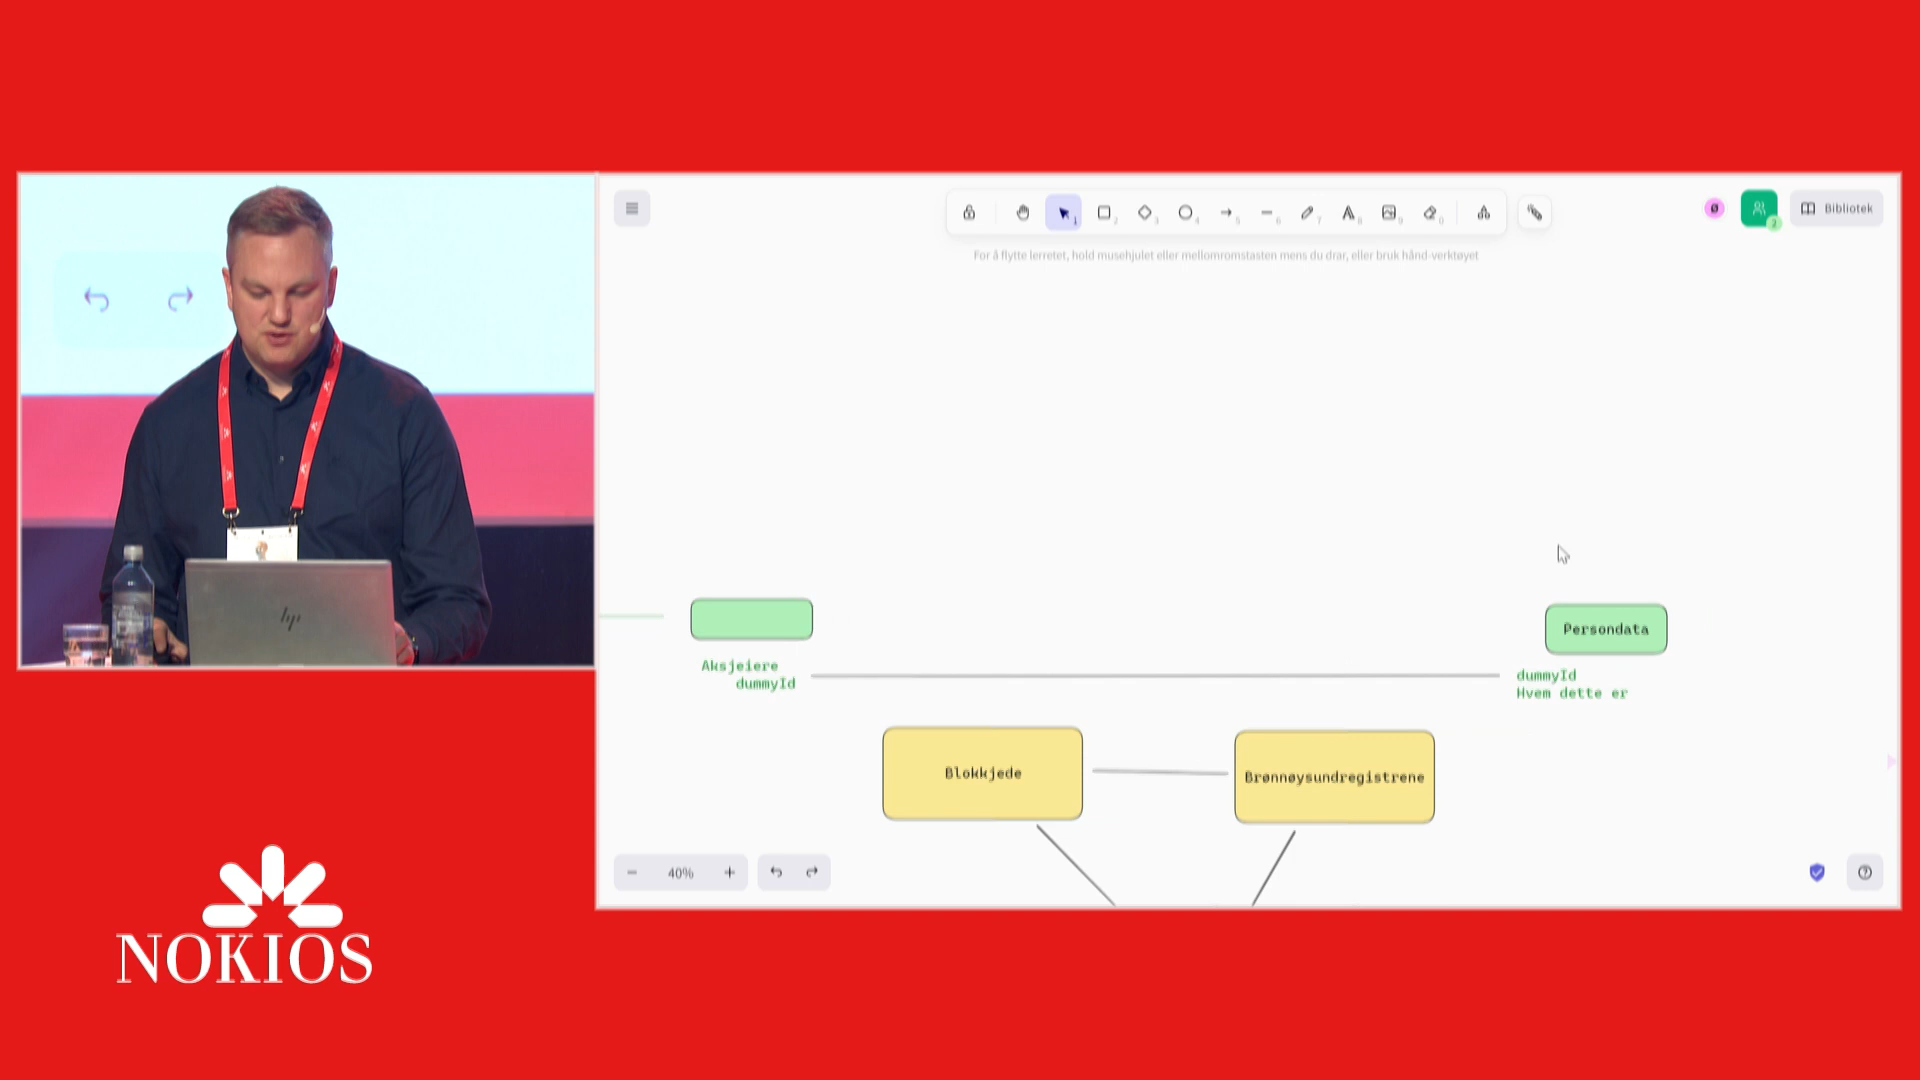 Bibliotek
For å flytte lerretet, hold musehjulet eller mellomromstasten mens du drar, eller bruk hånd-verktøyet
Persondata
Aksjeiere
dummyId
dummyId
Hvem dette er
Blokkjede
Brønnøysundregistrene
40%
hp
NOKIOS